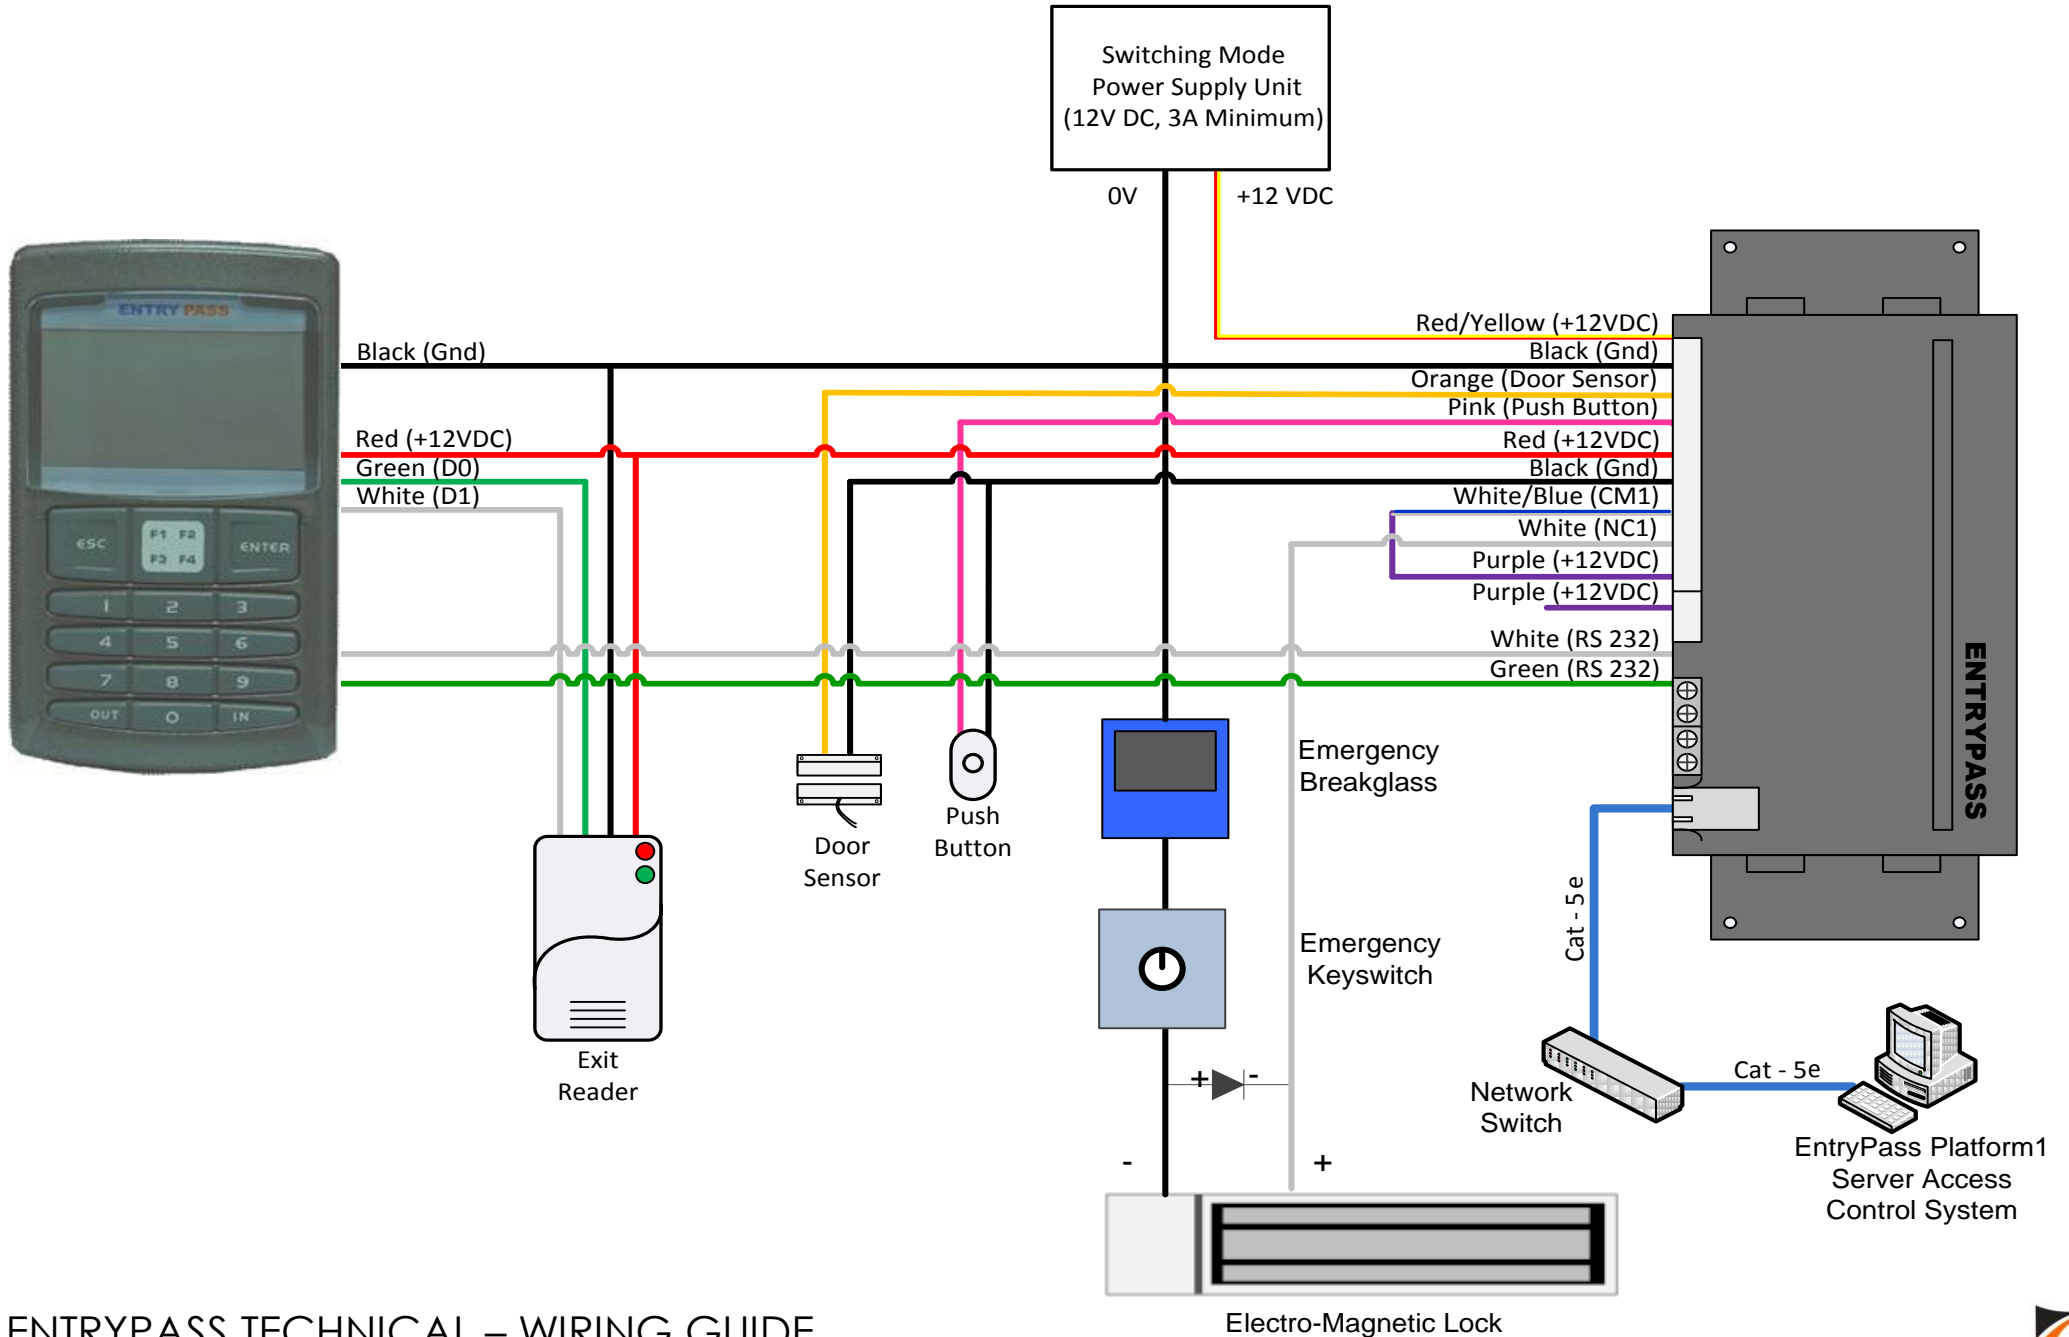 Switching Mode
Power Supply Unit
(12V DC, 3A Minimum)
0V
+12 VDC
ENTRY PASS
Black (Gnd)
Red (+12VDC)
Green (D0)
White (D1)
ESC
F1 F2
F3 F4
ENTER
1 2 3
4 5 6
7 8 9
OUT 0 IN
Red/Yellow (+12VDC)
Black (Gnd)
Orange (Door Sensor)
Pink (Push Button)
Red (+12VDC)
Black (Gnd)
White/Blue (CM1)
White (NC1)
Purple (+12VDC)
Purple (+12VDC)
White (RS 232)
Green (RS 232)
ENTRYPASS
Emergency
Breakglass
Push
Button
Door
Sensor
Emergency
Keyswitch
Exit
Reader
+ -
- +
Cat - 5e
Cat - 5e
Network
Switch
EntryPass Platform1
Server Access
Control System
Electro-Magnetic Lock
ENTRYPASS TECHNICAL – WIRING GUIDE